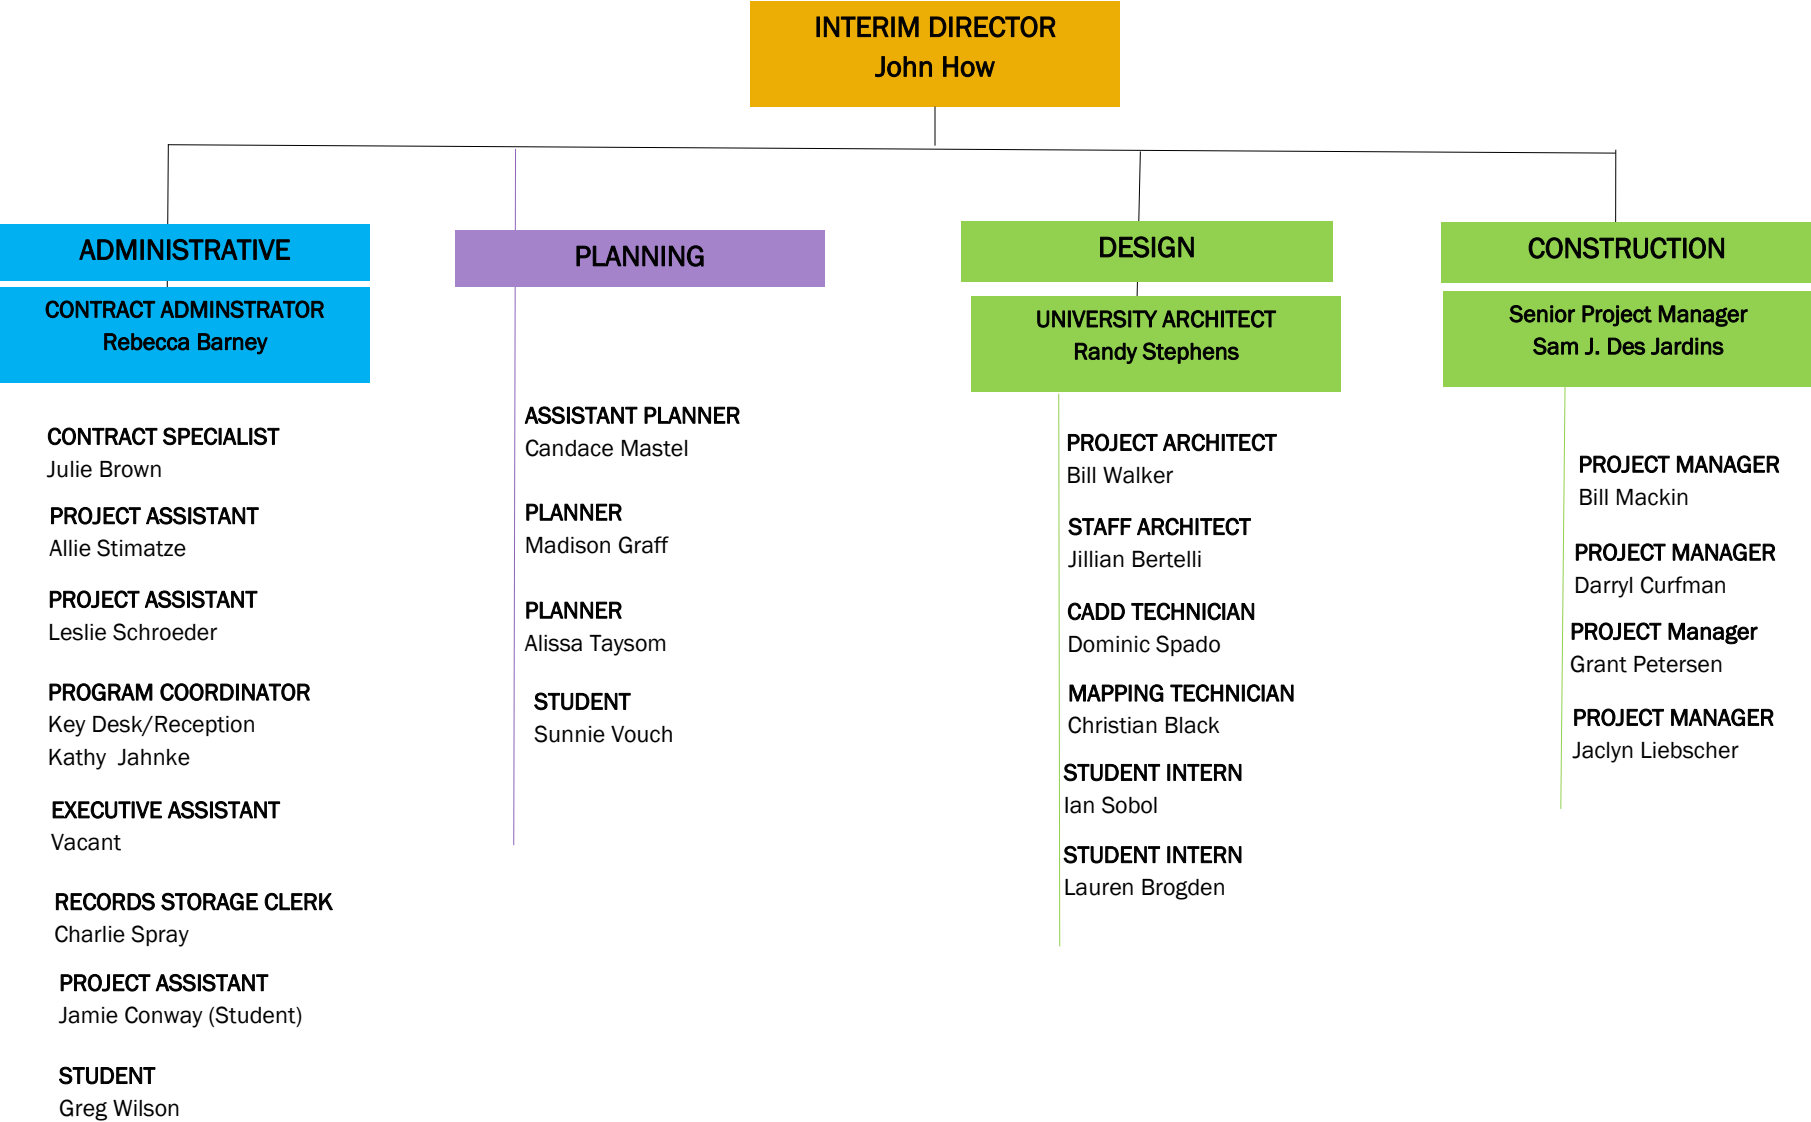 INTERIM DIRECTOR
John How
ADMINISTRATIVE
CONTRACT ADMINSTRATOR
Rebecca Barney
CONTRACT SPECIALIST
Julie Brown
PROJECT ASSISTANT
Allie Stimatze
PROJECT ASSISTANT
Leslie Schroeder
PROGRAM COORDINATOR
Key Desk/Reception
Kathy  Jahnke
EXECUTIVE ASSISTANT
Vacant
RECORDS STORAGE CLERK
Charlie Spray
PROJECT ASSISTANT
Jamie Conway (Student)
STUDENT
Greg Wilson
PLANNING
ASSISTANT PLANNER
Candace Mastel
PLANNER
Madison Graff
PLANNER
Alissa Taysom
STUDENT
Sunnie Vouch
DESIGN
UNIVERSITY ARCHITECT
Randy Stephens
PROJECT ARCHITECT
Bill Walker
STAFF ARCHITECT
Jillian Bertelli
CADD TECHNICIAN
Dominic Spado
MAPPING TECHNICIAN
Christian Black
STUDENT INTERN
Ian Sobol
STUDENT INTERN
Lauren Brogden
CONSTRUCTION
Senior Project Manager
Sam J. Des Jardins
PROJECT MANAGER
Bill Mackin
PROJECT MANAGER
Darryl Curfman
PROJECT Manager
Grant Petersen
PROJECT MANAGER
Jaclyn Liebscher